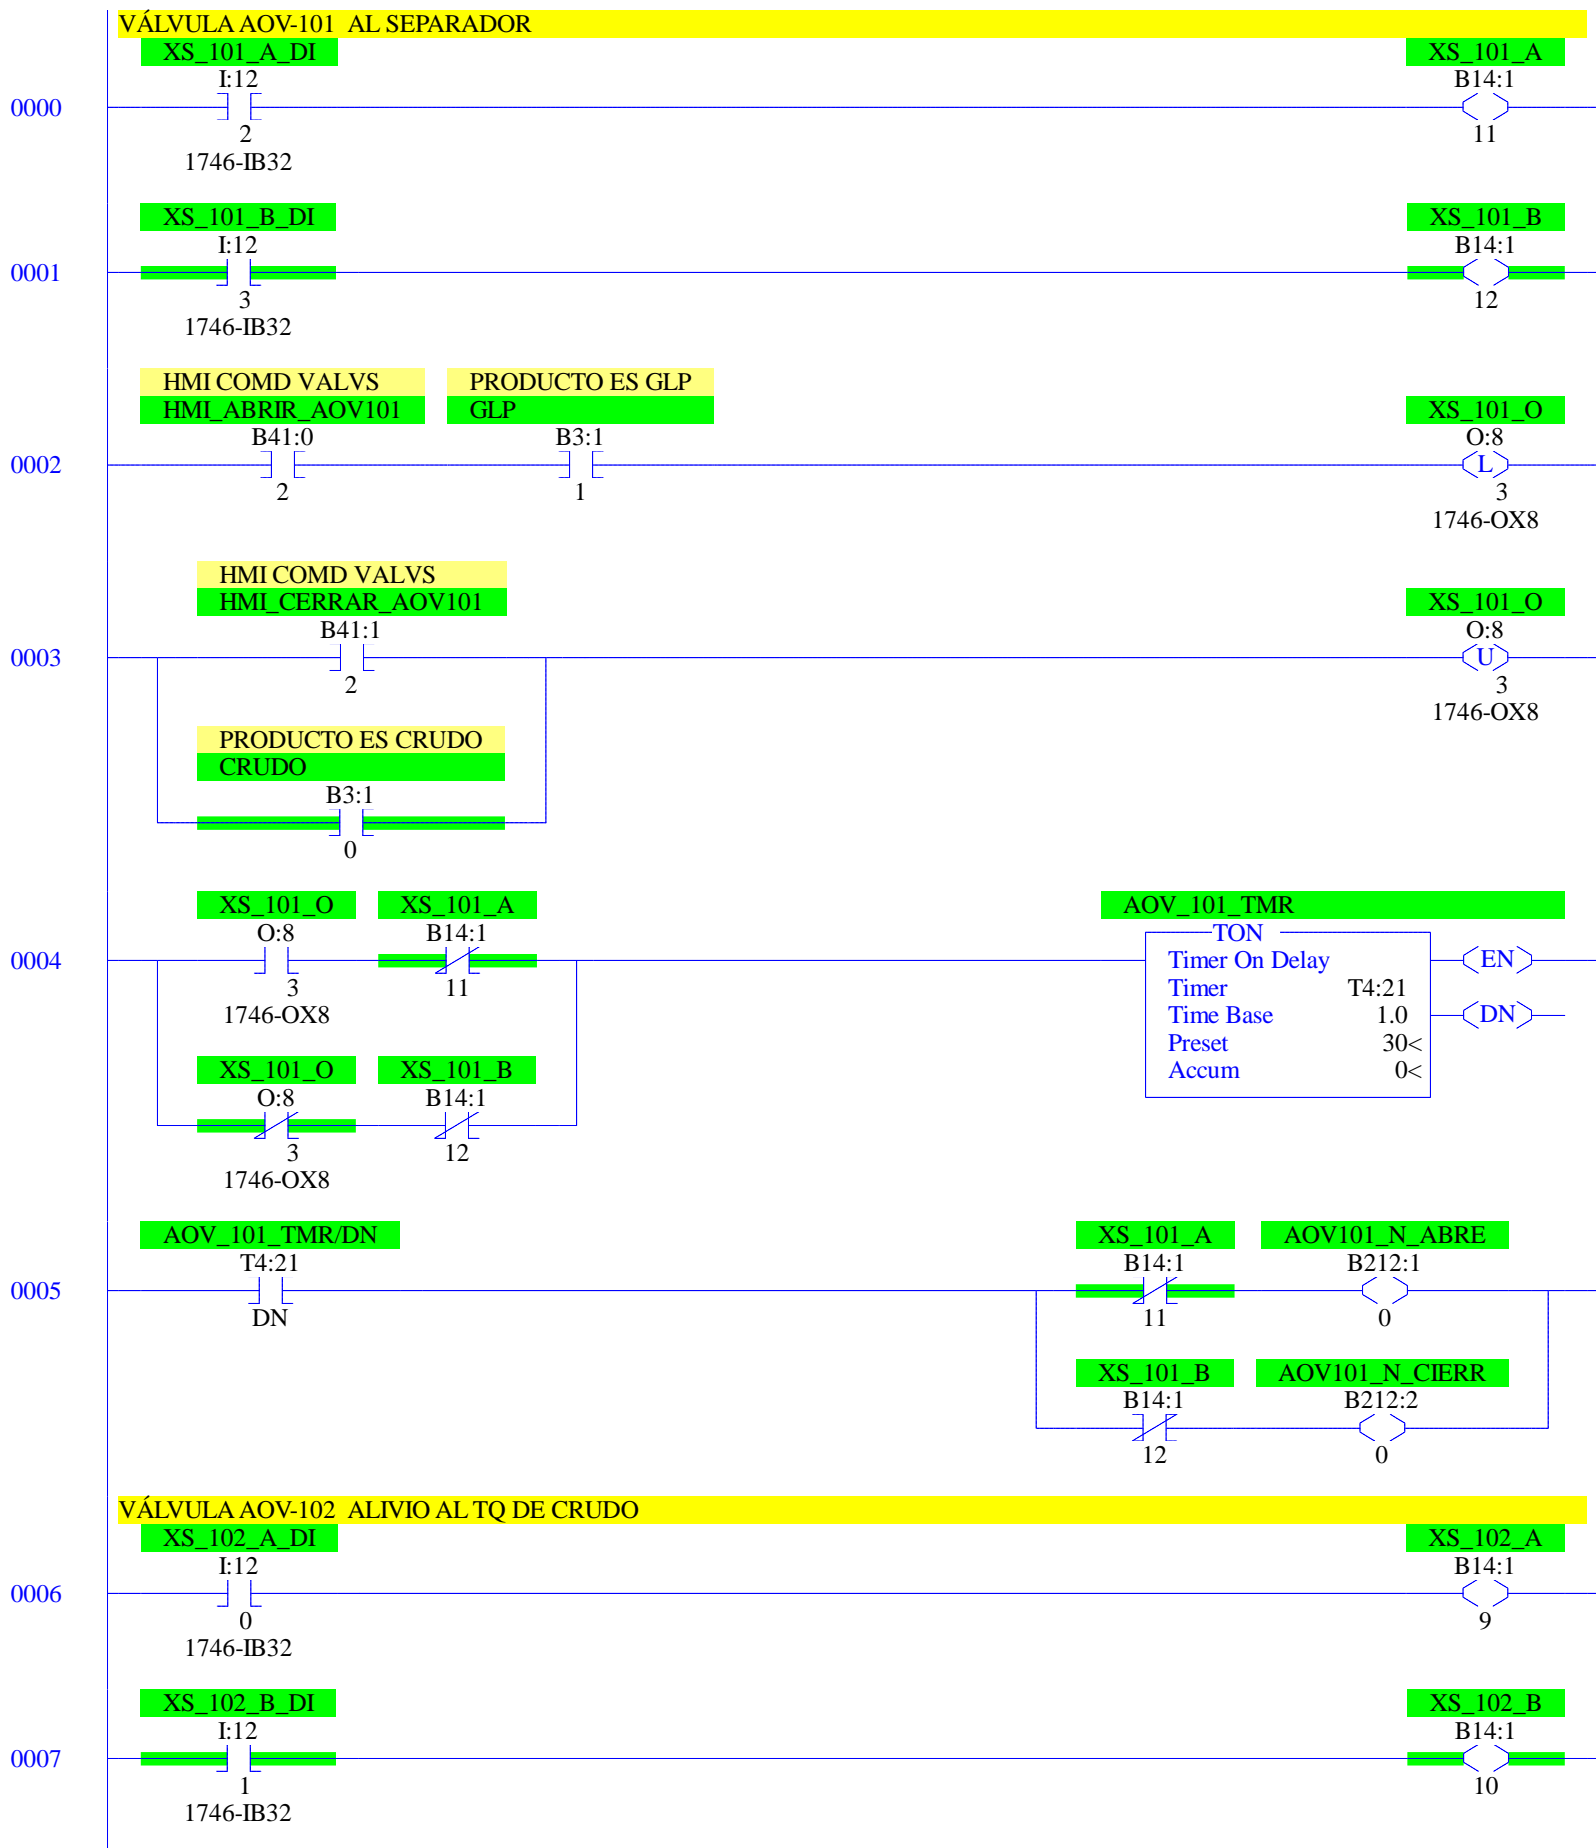 VÁLVULA AOV-101  AL SEPARADOR
XS_101_A_DI XS_101_A
I:12 B14:1
0000
2 11
1746-IB32
XS_101_B_DI XS_101_B
I:12 B14:1
0001
3 12
1746-IB32
HMI COMD VALVS PRODUCTO ES GLP
HMI_ABRIR_AOV101 GLP XS_101_O
B41:0 B3:1 O:8
0002 L
2 1 3
1746-OX8
HMI COMD VALVS
HMI_CERRAR_AOV101 XS_101_O
B41:1 O:8
0003 U
2 3
1746-OX8
PRODUCTO ES CRUDO
CRUDO
B3:1
0
XS_101_O XS_101_A AOV_101_TMR
O:8 B14:1 TON
0004 Timer On Delay EN
3 11 Timer T4:21
1746-OX8 Time Base 1.0 DN
Preset 30<
XS_101_O XS_101_B Accum 0<
O:8 B14:1
3 12
1746-OX8
AOV_101_TMR/DN XS_101_A AOV101_N_ABRE
T4:21 B14:1 B212:1
0005
DN 11 0
XS_101_B AOV101_N_CIERR
B14:1 B212:2
12 0
VÁLVULA AOV-102  ALIVIO AL TQ DE CRUDO
XS_102_A_DI XS_102_A
I:12 B14:1
0006
0 9
1746-IB32
XS_102_B_DI XS_102_B
I:12 B14:1
0007
1 10
1746-IB32